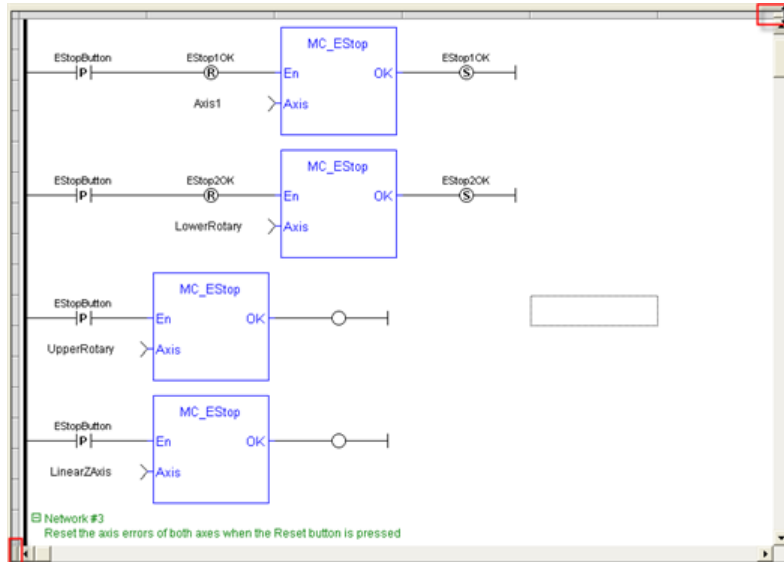 MC_EStop
EStopButton EStop1OK EStop1OK
P R En OK S
Axis1 Axis
MC_EStop
EStopButton EStop2OK EStop2OK
P R En OK S
LowerRotary Axis
MC_EStop
EStopButton
P En OK
UpperRotary Axis
MC_EStop
EStopButton
P En OK
LinearZAxis Axis
Network #3
Reset the axis errors of both axes when the Reset button is pressed